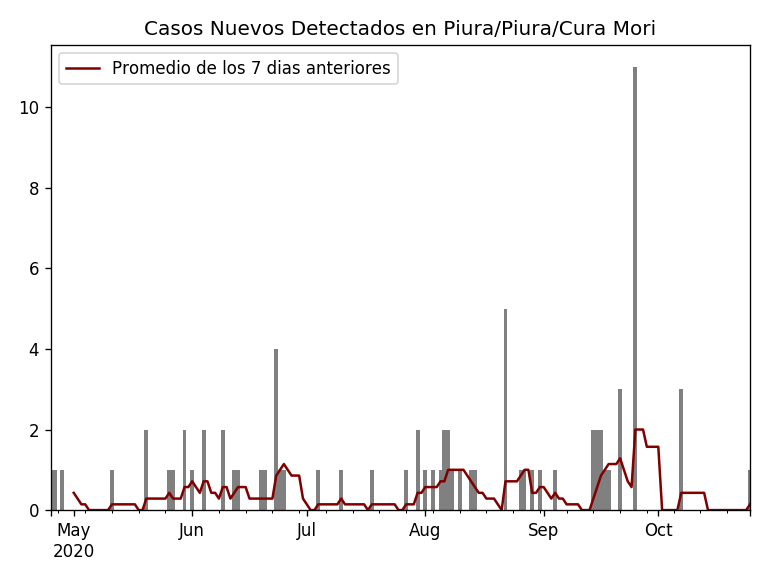 Casos Nuevos Detectados en Piura/Piura/Cura Mori
Promedio de los 7 dias anteriores
10
8
6
4
2
0
May Jun Jul Aug Sep Oct
2020